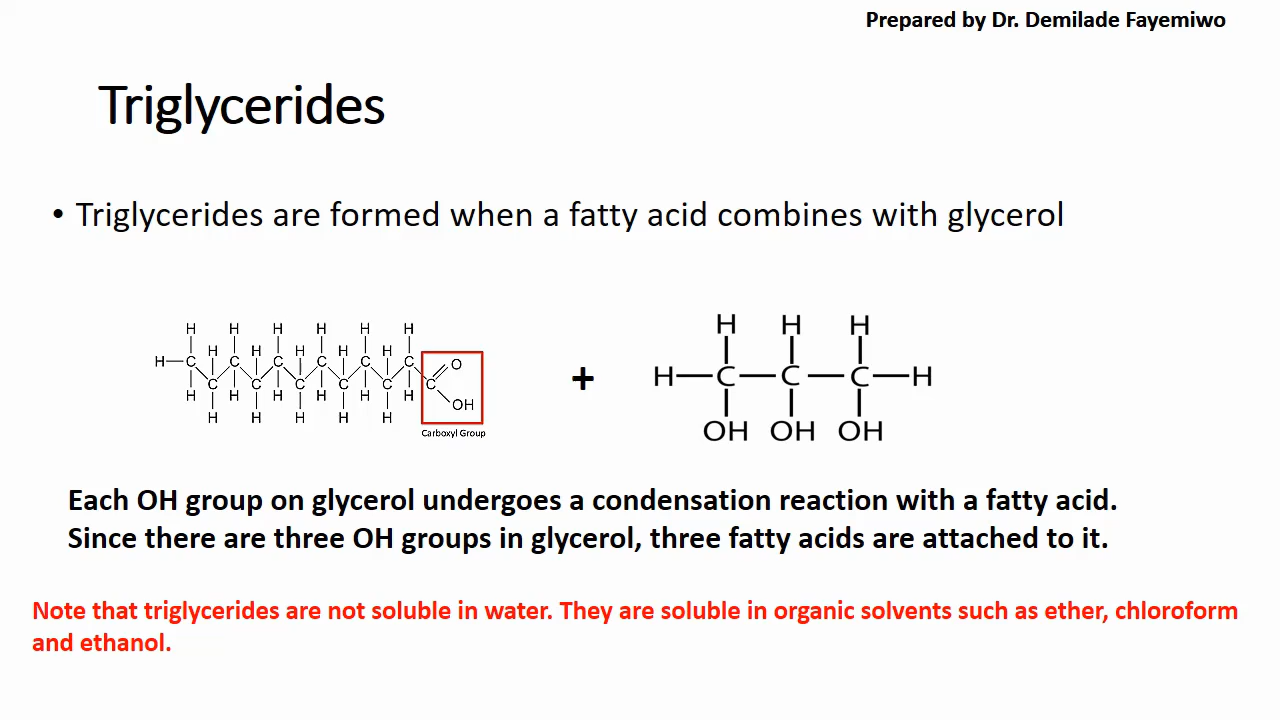 Prepared by Dr. Demilade Fayemiwo
Triglycerides
• Triglycerides are formed when a fatty acid combines with glycerol
H H H H H H
H H H H H
H C C C C C C O
C C C C C C
H H H H H H OH
H H H H H
Carboxyl Group
+
H H H
H C C C H
OH OH OH
Each OH group on glycerol undergoes a condensation reaction with a fatty acid.
Since there are three OH groups in glycerol, three fatty acids are attached to it.
Note that triglycerides are not soluble in water. They are soluble in organic solvents such as ether, chloroform
and ethanol.